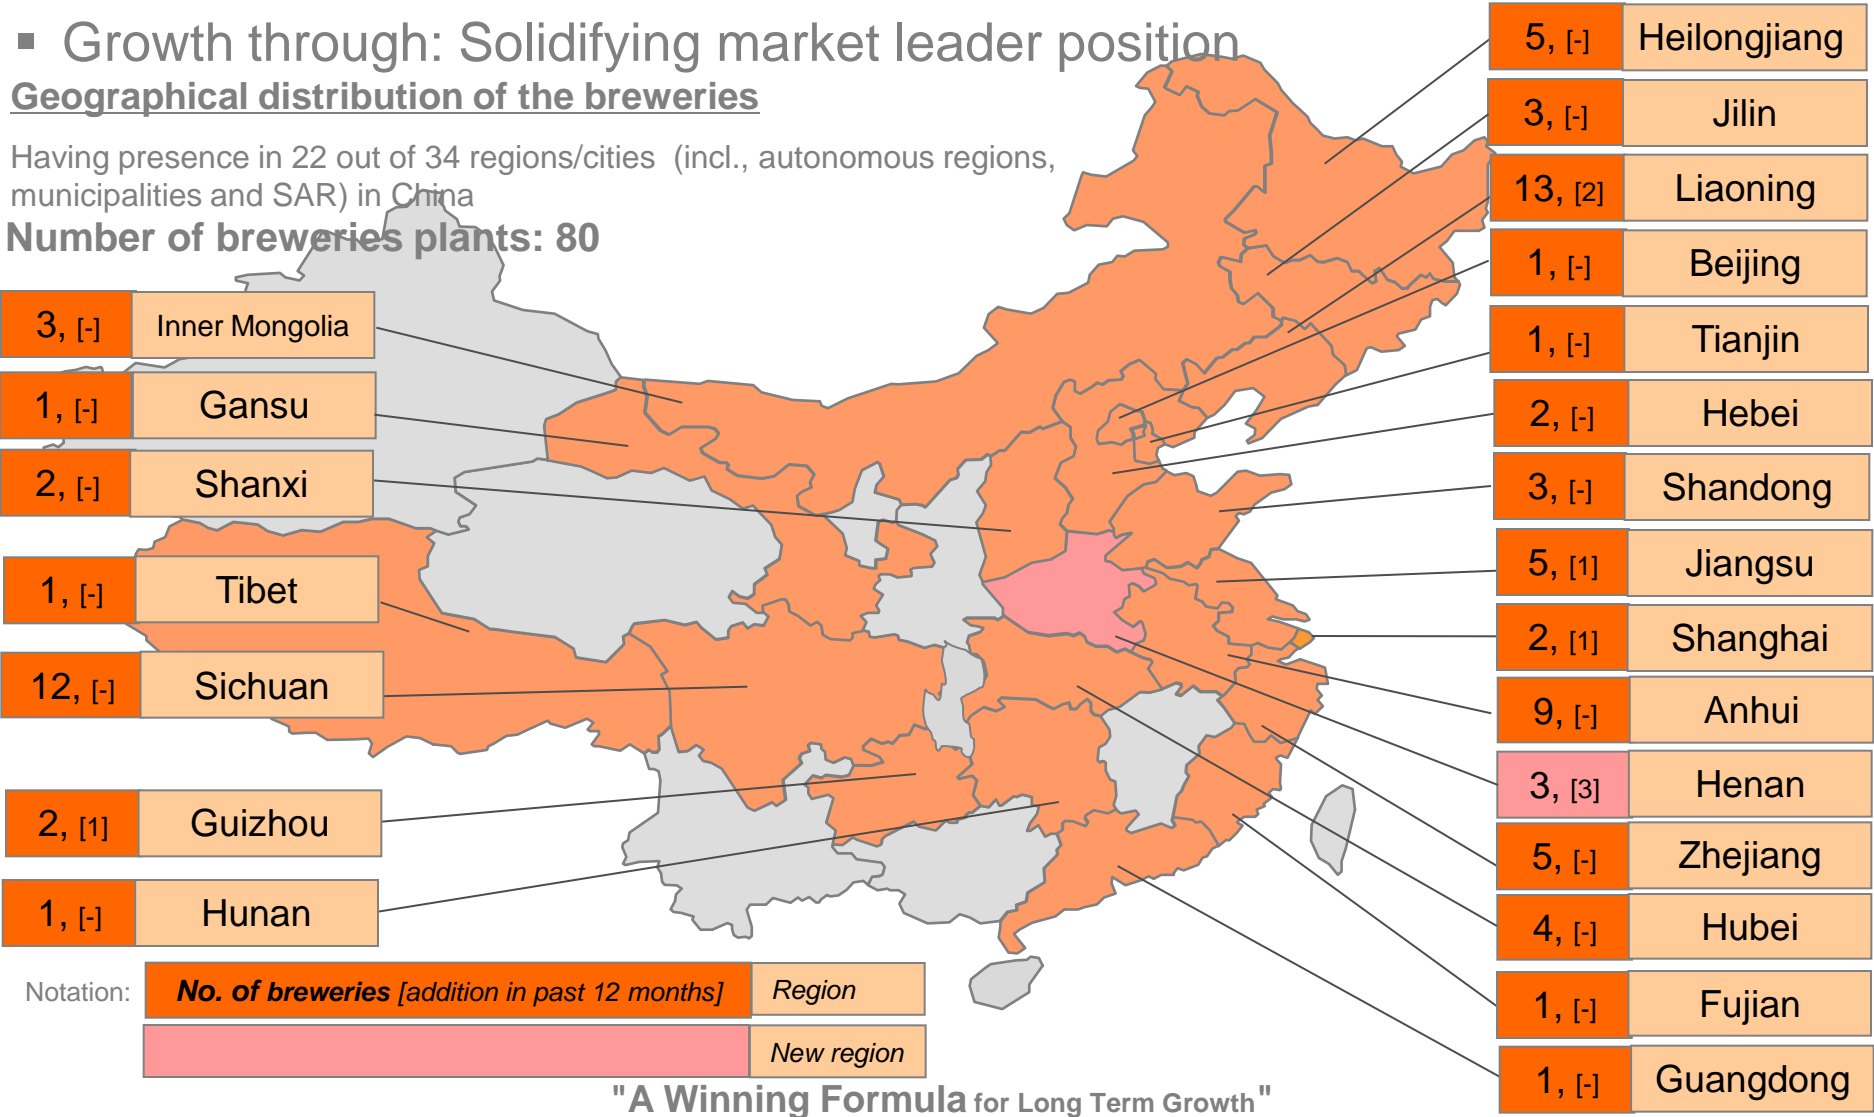 ▪ Growth through: Solidifying market leader position
Geographical distribution of the breweries
Having presence in 22 out of 34 regions/cities (incl., autonomous regions,
municipalities and SAR) in China
Number of breweries plants: 80
3, [-] Inner Mongolia
1, [-] Gansu
2, [-] Shanxi
1, [-] Tibet
12, [-] Sichuan
2, [1] Guizhou
1, [-] Hunan
5, [-] Heilongjiang
3, [-] Jilin
13, [2] Liaoning
1, [-] Beijing
1, [-] Tianjin
2, [-] Hebei
3, [-] Shandong
5, [1] Jiangsu
2, [1] Shanghai
9, [-] Anhui
3, [3] Henan
5, [-] Zhejiang
4, [-] Hubei
1, [-] Fujian
1, [-] Guangdong
Notation: No. of breweries [addition in past 12 months] Region
New region
"A Winning Formula for Long Term Growth"